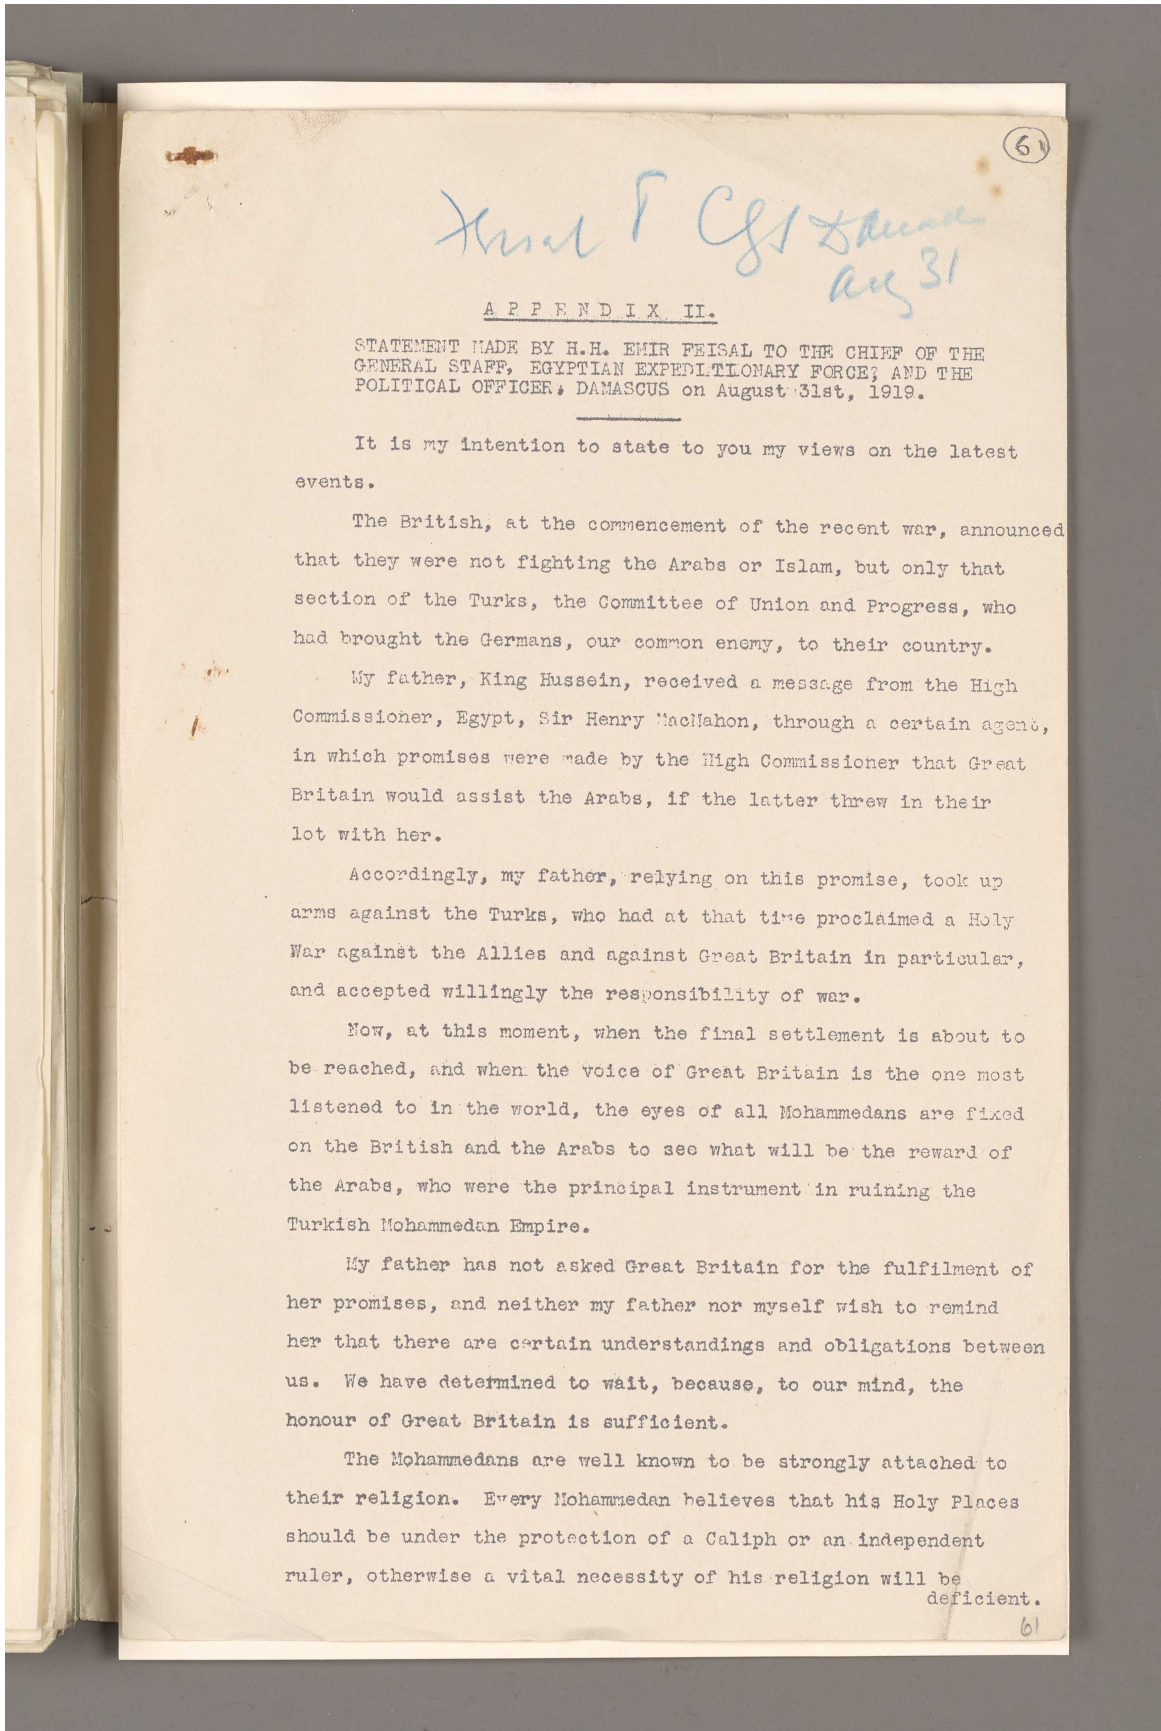 61
Feisal to CGS Damascus
Aug 31
APPENDIX II.
STATEMENT MADE BY H.H. EMIR FEISAL TO THE CHIEF OF THE
GENERAL STAFF, EGYPTIAN EXPEDITIONARY FORCE; AND THE
POLITICAL OFFICER, DAMASCUS on August 31st, 1919.
It is my intention to state to you my views on the latest
events.
The British, at the commencement of the recent war, announced
that they were not fighting the Arabs or Islam, but only that
section of the Turks, the Committee of Union and Progress, who
had brought the Germans, our common enemy, to their country.
My father, King Hussein, received a message from the High
Commissioner, Egypt, Sir Henry MacMahon, through a certain agent,
in which promises were made by the High Commissioner that Great
Britain would assist the Arabs, if the latter threw in their
lot with her.
Accordingly, my father, relying on this promise, took up
arms against the Turks, who had at that time proclaimed a Holy
War against the Allies and against Great Britain in particular,
and accepted willingly the responsibility of war.
Now, at this moment, when the final settlement is about to
be reached, and when the voice of Great Britain is the one most
listened to in the world, the eyes of all Mohammedans are fixed
on the British and the Arabs to see what will be the reward of
the Arabs, who were the principal instrument in ruining the
Turkish Mohammedan Empire.
My father has not asked Great Britain for the fulfilment of
her promises, and neither my father nor myself wish to remind
her that there are certain understandings and obligations between
us. We have determined to wait, because, to our mind, the
honour of Great Britain is sufficient.
The Mohammedans are well known to be strongly attached to
their religion. Every Mohammedan believes that his Holy Places
should be under the protection of a Caliph or an independent
ruler, otherwise a vital necessity of his religion will be
deficient.
61